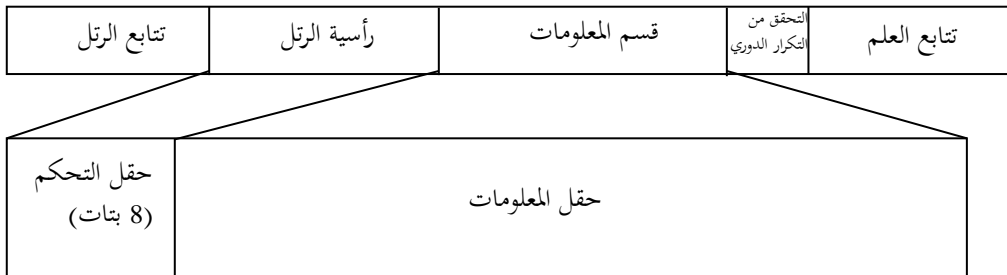 تتابع العلم
التحقق من
التكرار الدوري
قسم المعلومات
رأسية الرتل
تتابع الرتل
حقل المعلومات
حقل التحكم
(8 بتات)